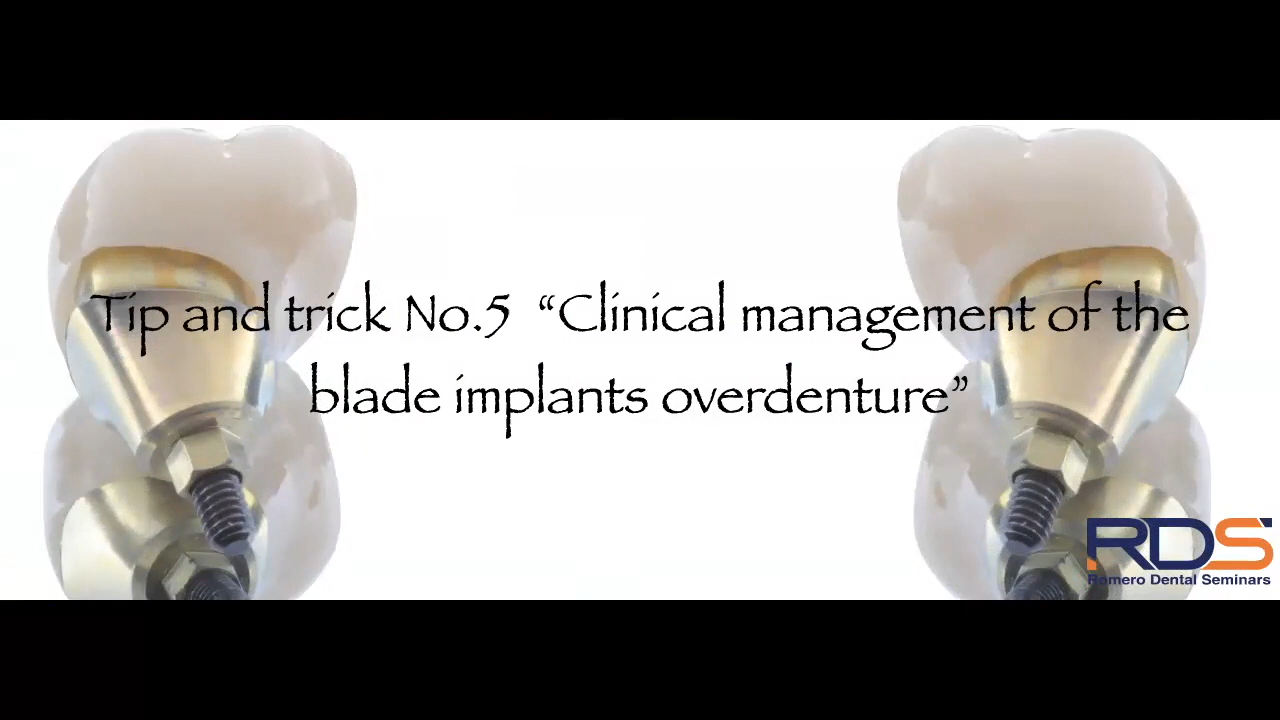 Tip and trick No.5 “Clinical management of the
blade implants overdenture”
RDS
Romero Dental Seminars